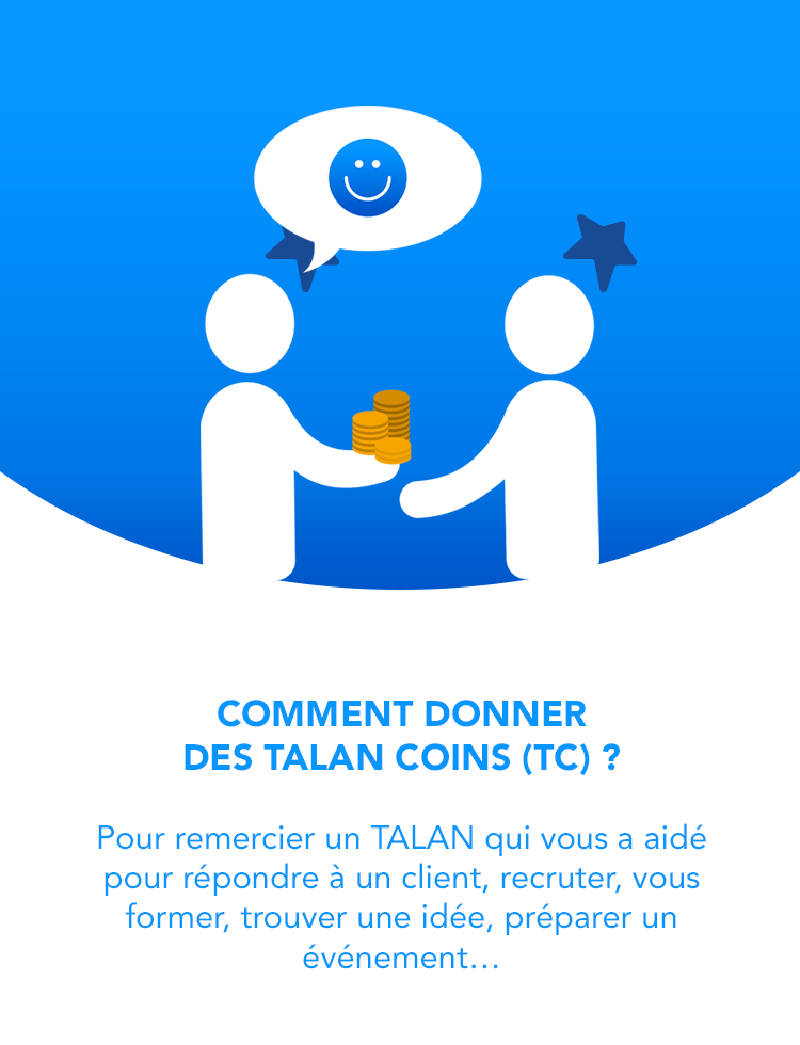 COMMENT DONNER
DES TALAN COINS (TC) ?
Pour remercier un TALAN qui vous a aidé
pour répondre à un client, recruter, vous
former, trouver une idée, préparer un
événement…